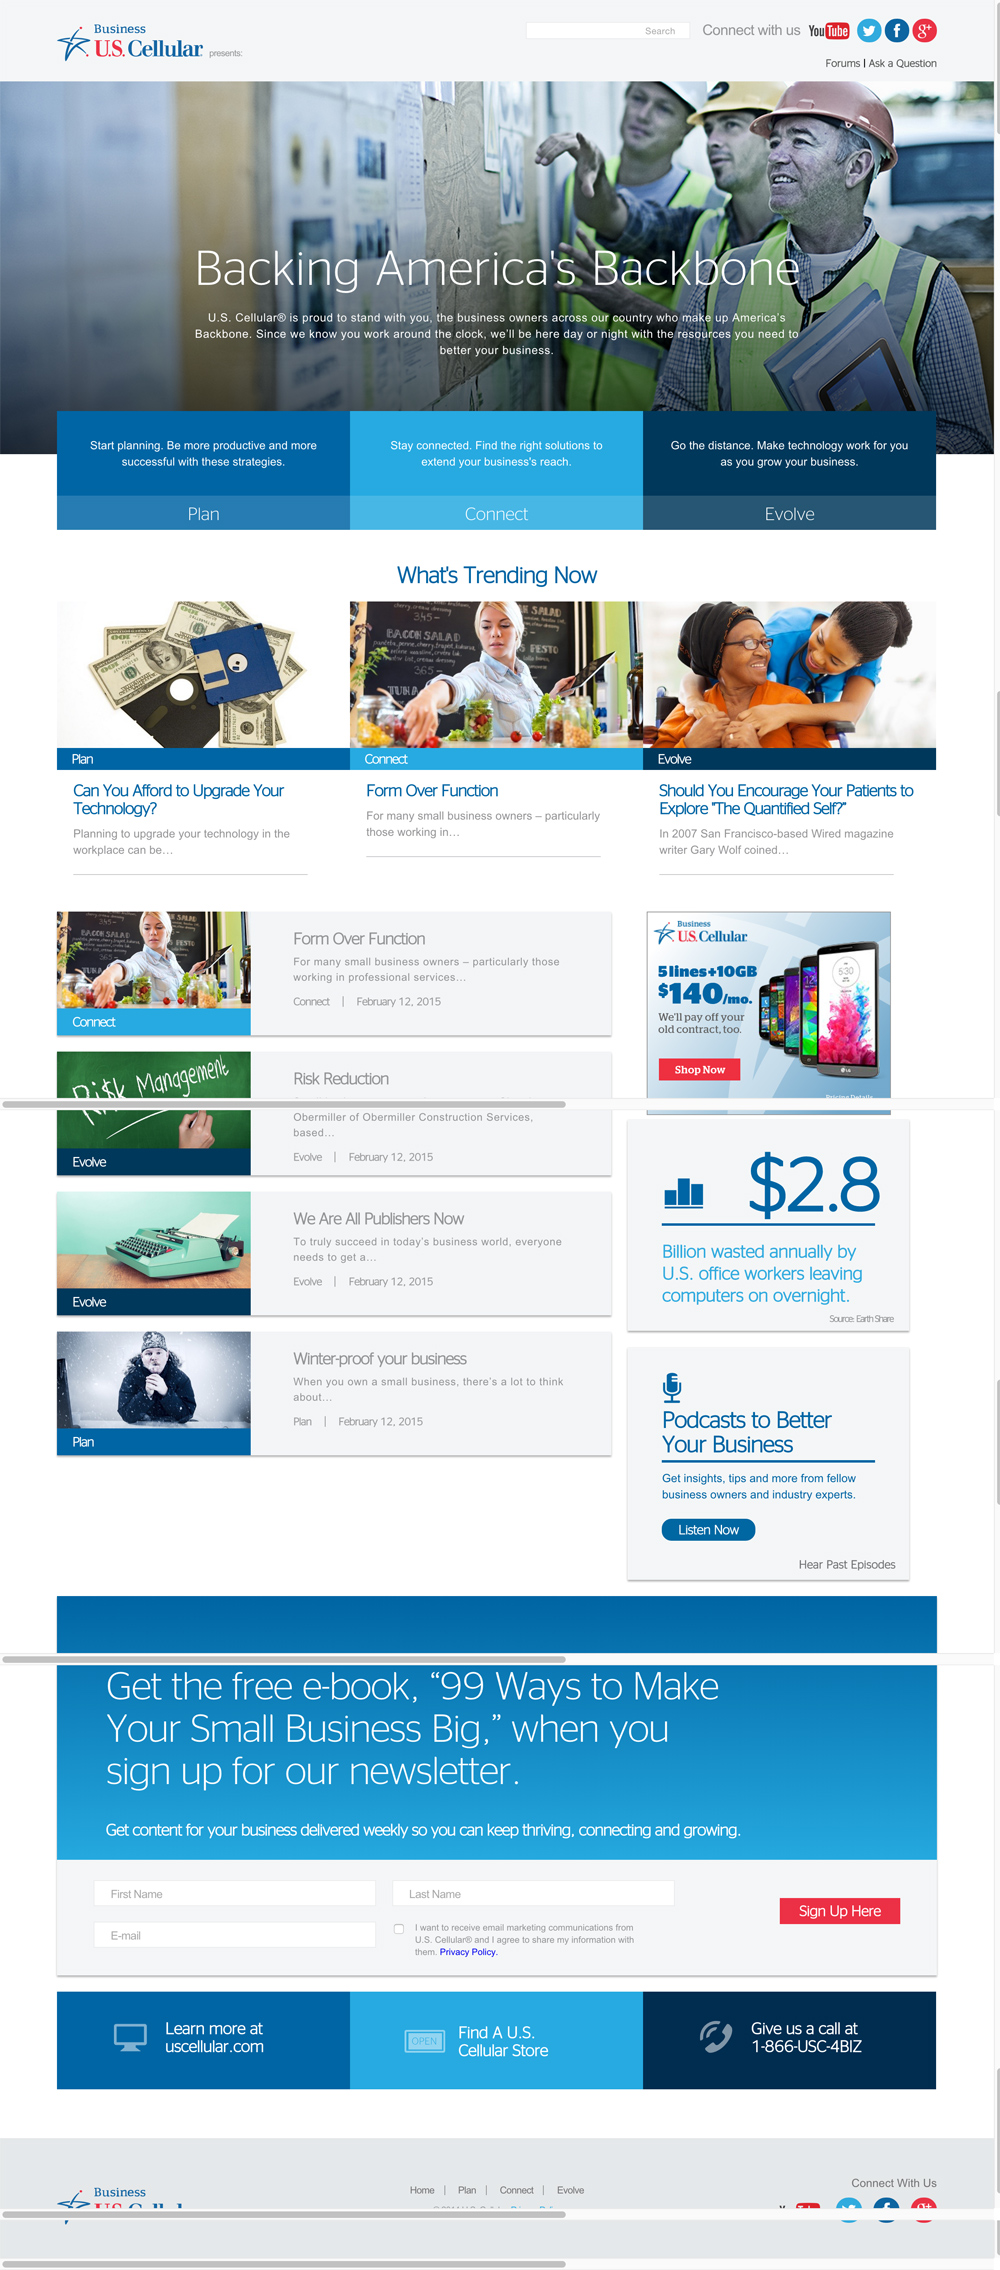 Business
U.S. Cellular presents:
Search
Connect with us YouTube
Forums | Ask a Question
Backing America's Backbone
U.S. Cellular® is proud to stand with you, the business owners across our country who make up America's
Backbone. Since we know you work around the clock, we'll be here day or night with the resources you need to
better your business.
Start planning. Be more productive and more
successful with these strategies.
Plan
Stay connected. Find the right solutions to
extend your business's reach.
Connect
Go the distance. Make technology work for you
as you grow your business.
Evolve
What's Trending Now
Plan
Can You Afford to Upgrade Your
Technology?
Planning to upgrade your technology in the
workplace can be...
BACON SALAD
Connect
Form Over Function
For many small business owners – particularly
those working in...
Evolve
Should You Encourage Your Patients to
Explore "The Quantified Self?"
In 2007 San Francisco-based Wired magazine
writer Gary Wolf coined...
Connect
Form Over Function
For many small business owners – particularly those
working in professional services...
Connect | February 12, 2015
Risk Management
Evolve
Risk Reduction
Obermiller of Obermiller Construction Services,
based...
Evolve | February 12, 2015
Evolve
We Are All Publishers Now
To truly succeed in today's business world, everyone
needs to get a...
Evolve | February 12, 2015
Plan
Winter-proof your business
When you own a small business, there's a lot to think
about...
Plan | February 12, 2015
Business
U.S. Cellular
5 lines+10GB
$140/mo.
We'll pay off your
old contract, too.
Shop Now
LG
Pricing Details
$2.8
Billion wasted annually by
U.S. office workers leaving
computers on overnight.
Source: Earth Share
Podcasts to Better
Your Business
Get insights, tips and more from fellow
business owners and industry experts.
Listen Now
Hear Past Episodes
Get the free e-book, “99 Ways to Make
Your Small Business Big,” when you
sign up for our newsletter.
Get content for your business delivered weekly so you can keep thriving, connecting and growing.
First Name
Last Name
E-mail
I want to receive email marketing communications from
U.S. Cellular® and I agree to share my information with
them. Privacy Policy.
Sign Up Here
Learn more at
uscellular.com
OPEN
Find A U.S.
Cellular Store
Give us a call at
1-866-USC-4BIZ
Business
Home | Plan | Connect | Evolve
Connect With Us